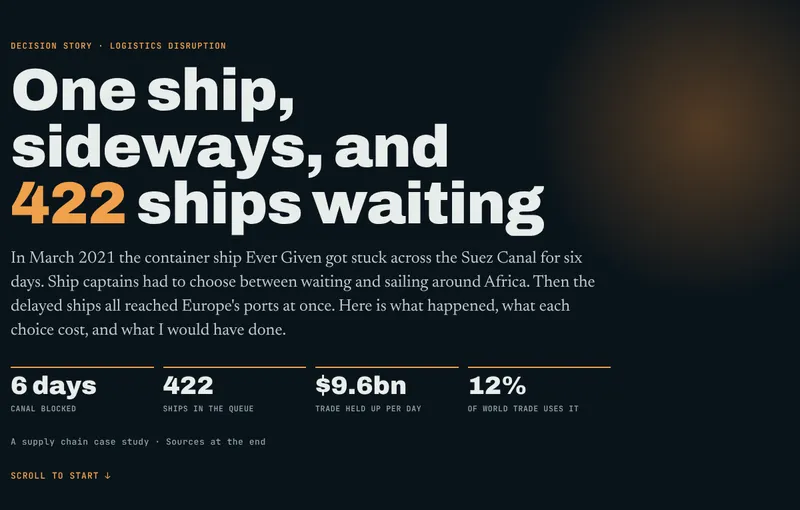 DECISION STORY · LOGISTICS DISRUPTION
One ship,
sideways, and
422 ships waiting
In March 2021 the container ship Ever Given got stuck across the Suez Canal for six
days. Ship captains had to choose between waiting and sailing around Africa. Then the
delayed ships all reached Europe's ports at once. Here is what happened, what each
choice cost, and what I would have done.
6 days
CANAL BLOCKED
422
SHIPS IN THE QUEUE
$9.6bn
TRADE HELD UP PER DAY
12%
OF WORLD TRADE USES IT
A supply chain case study · Sources at the end
SCROLL TO START ↓